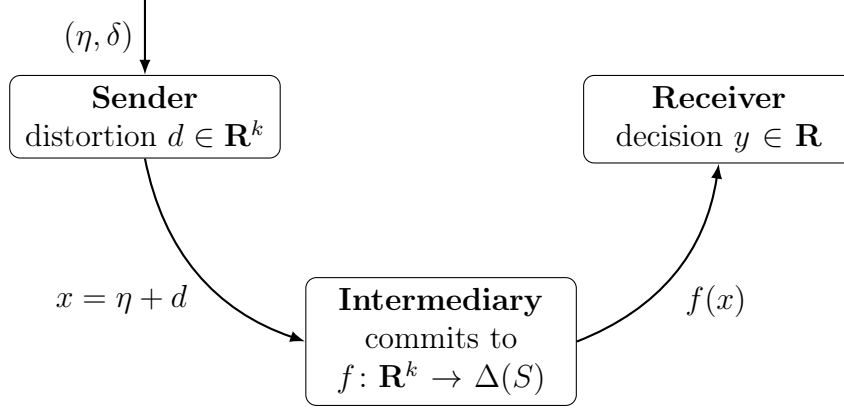 (η, δ)
Sender
distortion d ∈ R^k
Receiver
decision y ∈ R
x = η + d
Intermediary
commits to
f : R^k → Δ(S)
f(x)